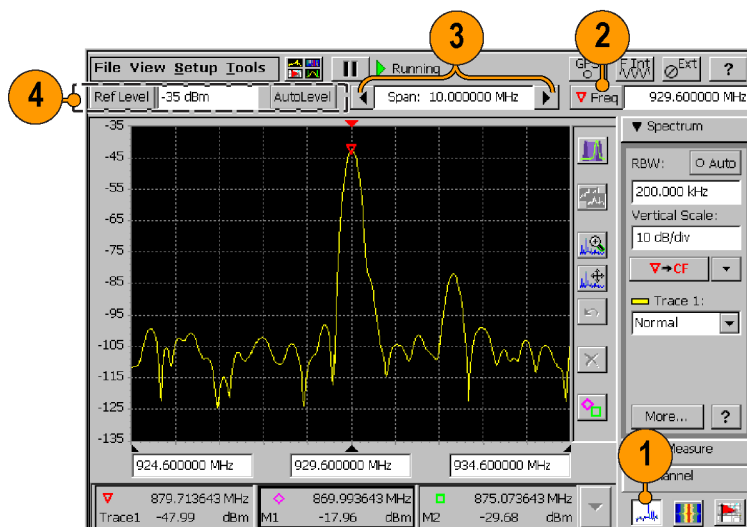 3
2
File View Setup Tools
Running
GPS
F Int
Ext
?
4
Ref Level
-35 dBm
AutoLevel
Span: 10.000000 MHz
Freq
929.600000 MHz
-35
-45
-55
-65
-75
-85
-95
-105
-115
-125
-135
Spectrum
RBW:
Auto
200.000 kHz
Vertical Scale:
10 dB/div
→CF
Trace 1:
Normal
More...
?
1
924.600000 MHz
929.600000 MHz
934.600000 MHz
879.713643 MHz
Trace1 -47.99 dBm
869.993643 MHz
M1 -17.96 dBm
875.073643 MHz
M2 -29.68 dBm